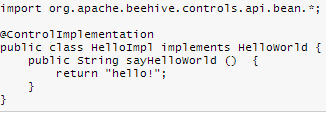 import org.apache.beehive.controls.api.bean.*;

@ControlImplementation
public class HelloImpl implements HelloWorld {
    public String sayHelloWorld ()  {
        return "hello!";
    }
}